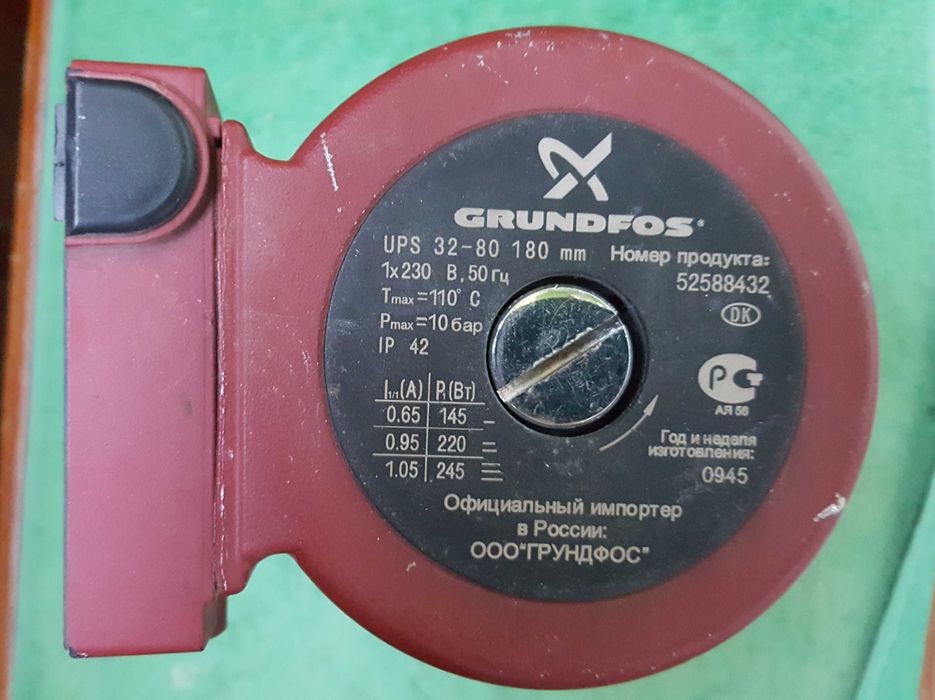 GRUNDFOS®
UPS 32-80 180 mm
1x230 В, 50 Гц
Tmax=110° C
Pmax=10 бар
IP 42
Номер продукта:
52588432
DK
РСТ
АЯ 56
I1/1(A) P1(Вт)
0.65 145
0.95 220
1.05 245
Год и неделя
изготовления:
0945
Официальный импортер
в России:
ООО"ГРУНДФОС"